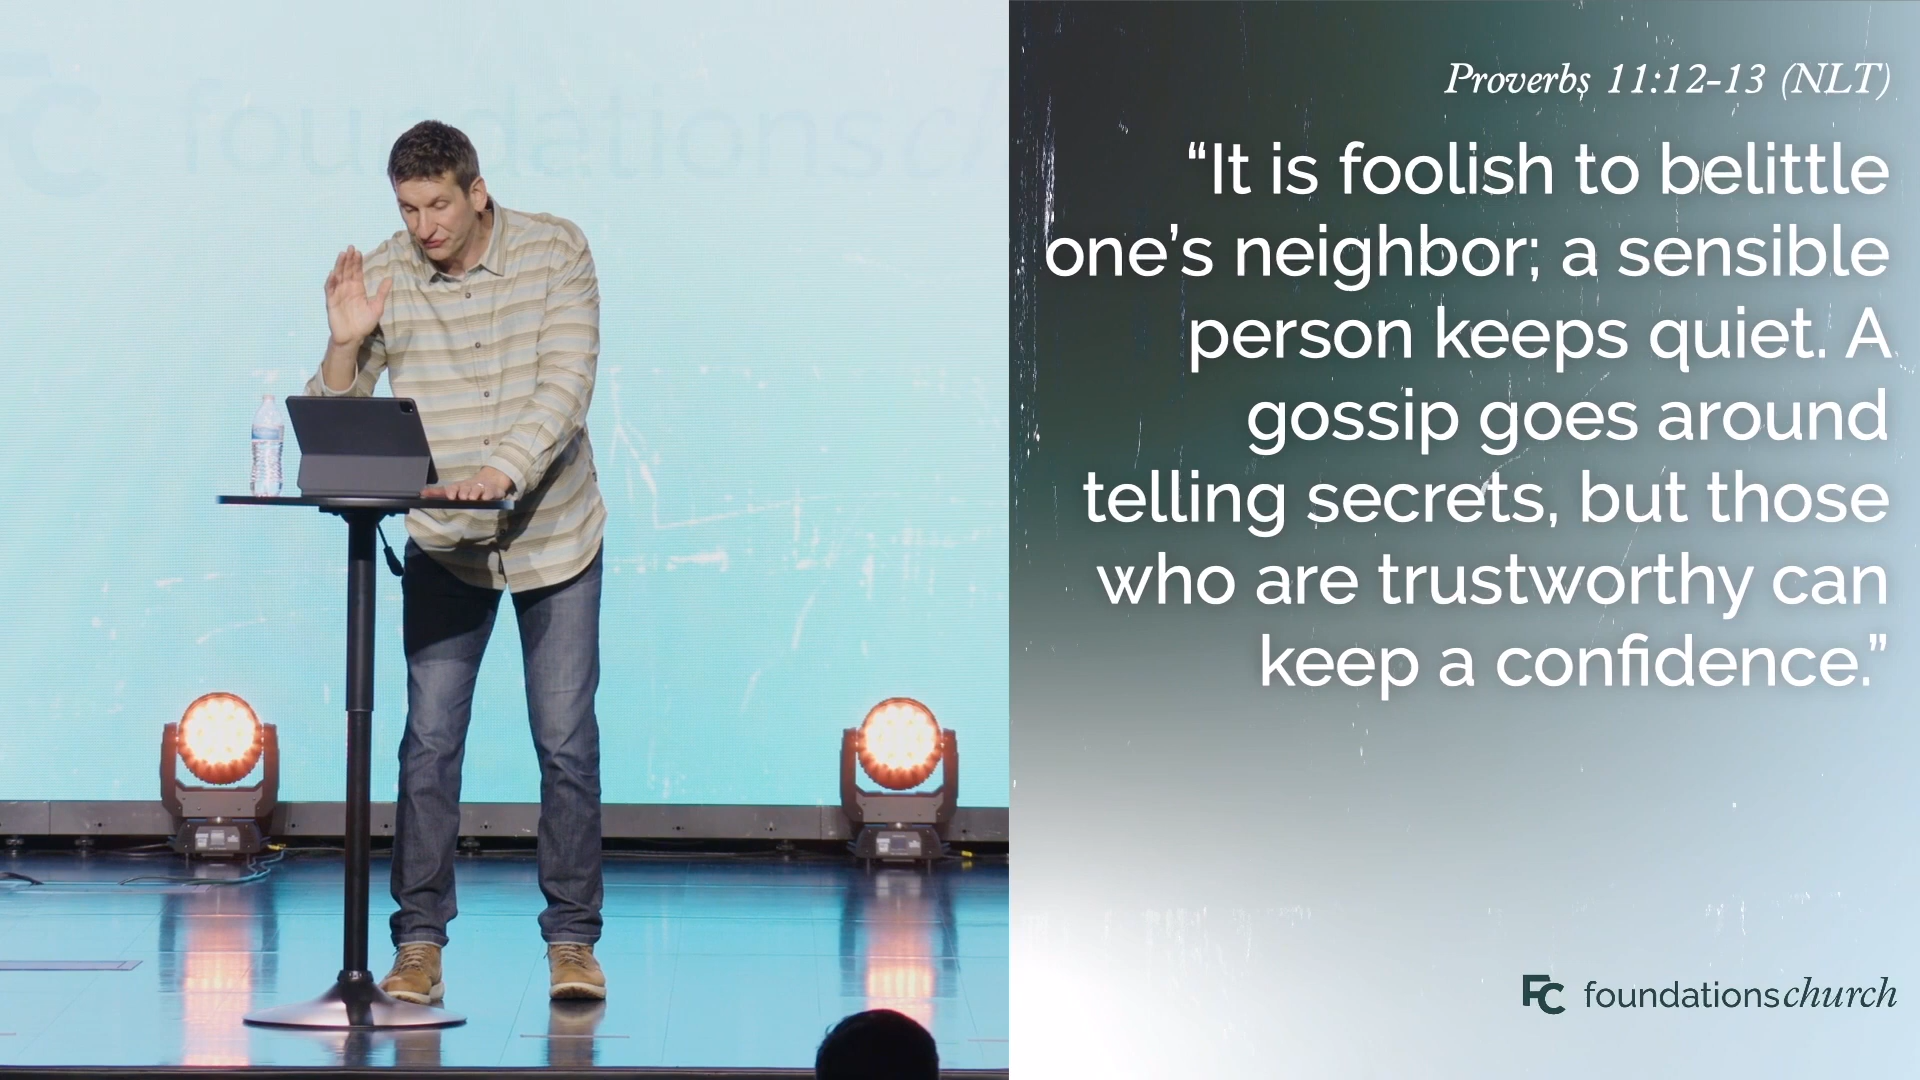 foundations
Proverbs 11:12-13 (NLT)
“It is foolish to belittle
one’s neighbor; a sensible
person keeps quiet. A
gossip goes around
telling secrets, but those
who are trustworthy can
keep a confidence.”
FC foundationschurch